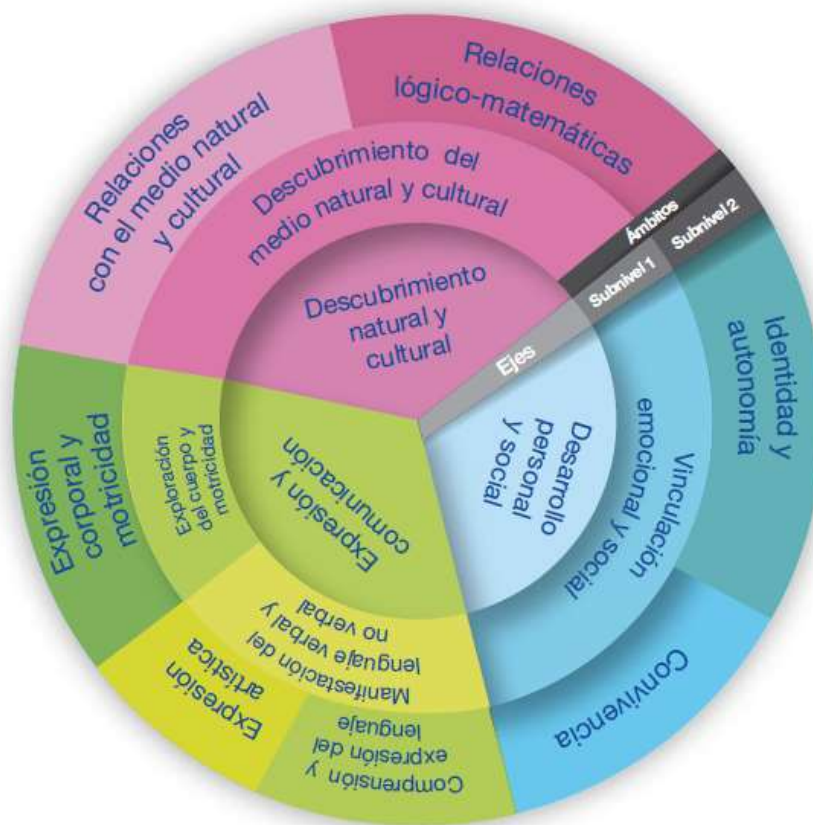 Relaciones
lógico-matemáticas
Relaciones
con el medio natural
y cultural
Descubrimiento del
medio natural y cultural
Descubrimiento
natural y
cultural
Ámbitos
Subnivel 1
Subnivel 2
Ejes
Identidad y
autonomía
Vinculación
emocional y social
Desarrollo
personal
y social
Convivencia
Expresión y
comunicación
Exploración
del cuerpo y
motricidad
Expresión
corporal y
motricidad
Manifestación del
lenguaje verbal y
no verbal
Expresión
artística
Comprensión y
expresión del
lenguaje